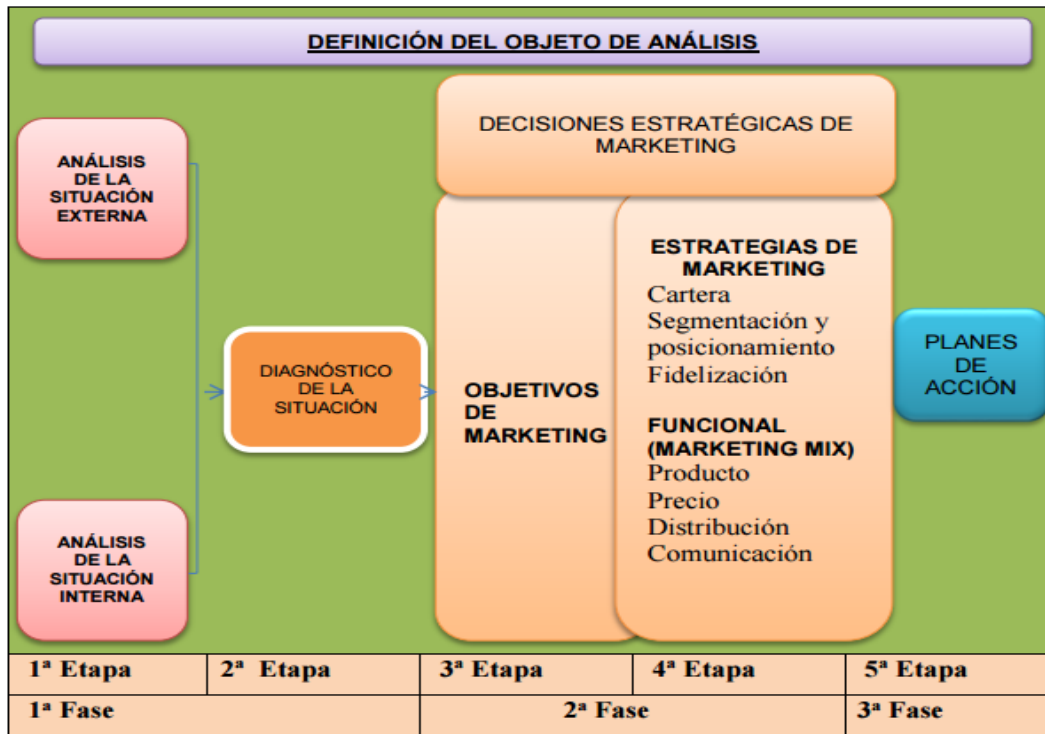 DEFINICIÓN DEL OBJETO DE ANÁLISIS
ANÁLISIS
DE LA
SITUACIÓN
EXTERNA
ANÁLISIS
DE LA
SITUACIÓN
INTERNA
DIAGNÓSTICO
DE LA
SITUACIÓN
DECISIONES ESTRATÉGICAS DE
MARKETING
OBJETIVOS
DE
MARKETING
ESTRATEGIAS DE
MARKETING
Cartera
Segmentación y
posicionamiento
Fidelización
FUNCIONAL
(MARKETING MIX)
Producto
Precio
Distribución
Comunicación
PLANES
DE
ACCIÓN
1ª Etapa 2ª Etapa 3ª Etapa 4ª Etapa 5ª Etapa
1ª Fase 2ª Fase 3ª Fase